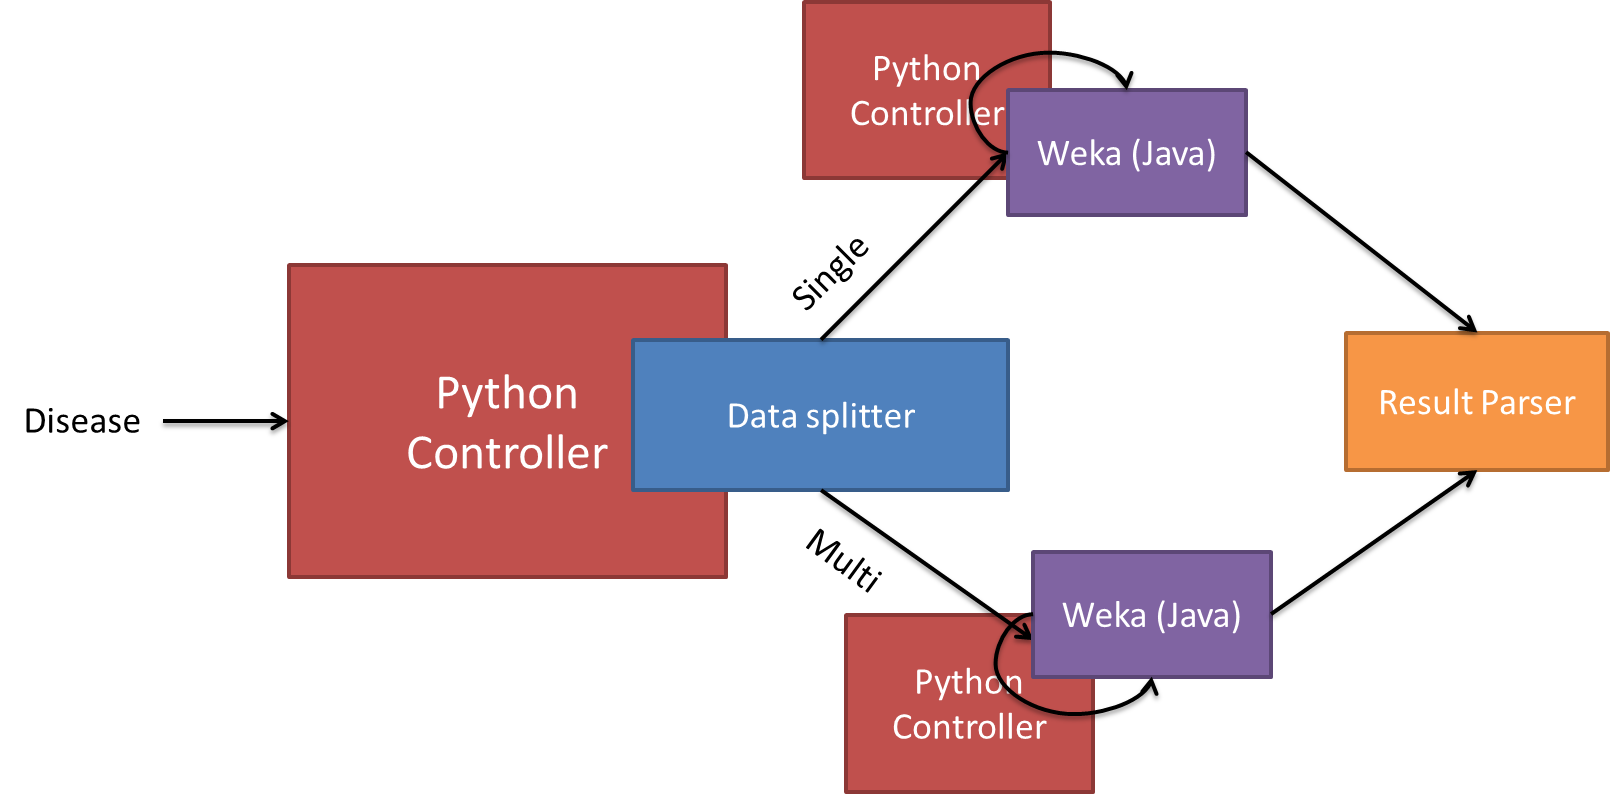 Disease
Python
Controller
Data splitter
Single
Multi
Python
Controller
Weka (Java)
Python
Controller
Weka (Java)
Result Parser